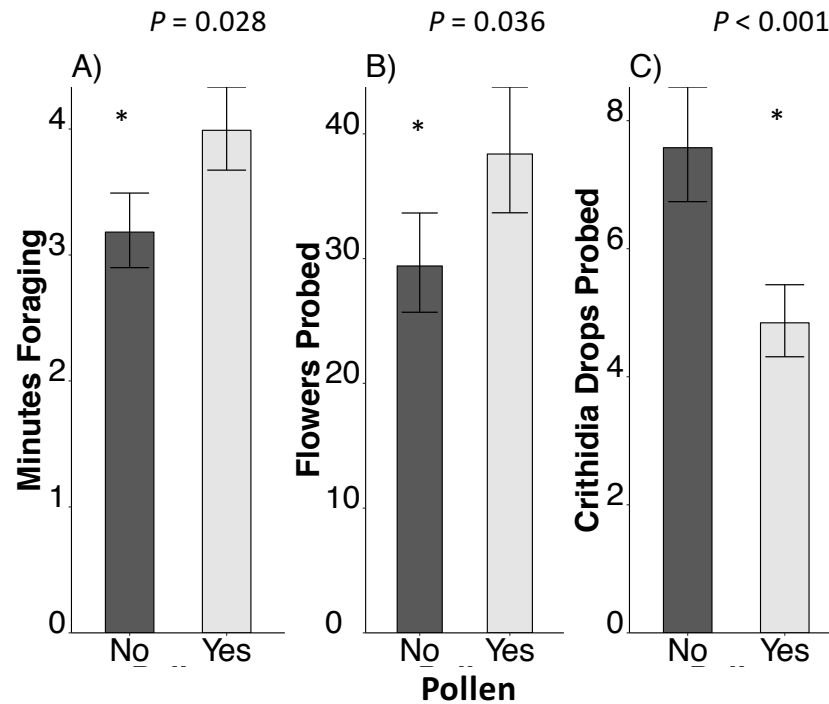 P = 0.028
P = 0.036
P < 0.001
A)
B)
C)
*
*
*
Minutes Foraging
4
3
2
1
0
Flowers Probed
40
30
20
10
0
Crithidia Drops Probed
8
6
4
2
0
No Yes
No Yes
No Yes
Pollen